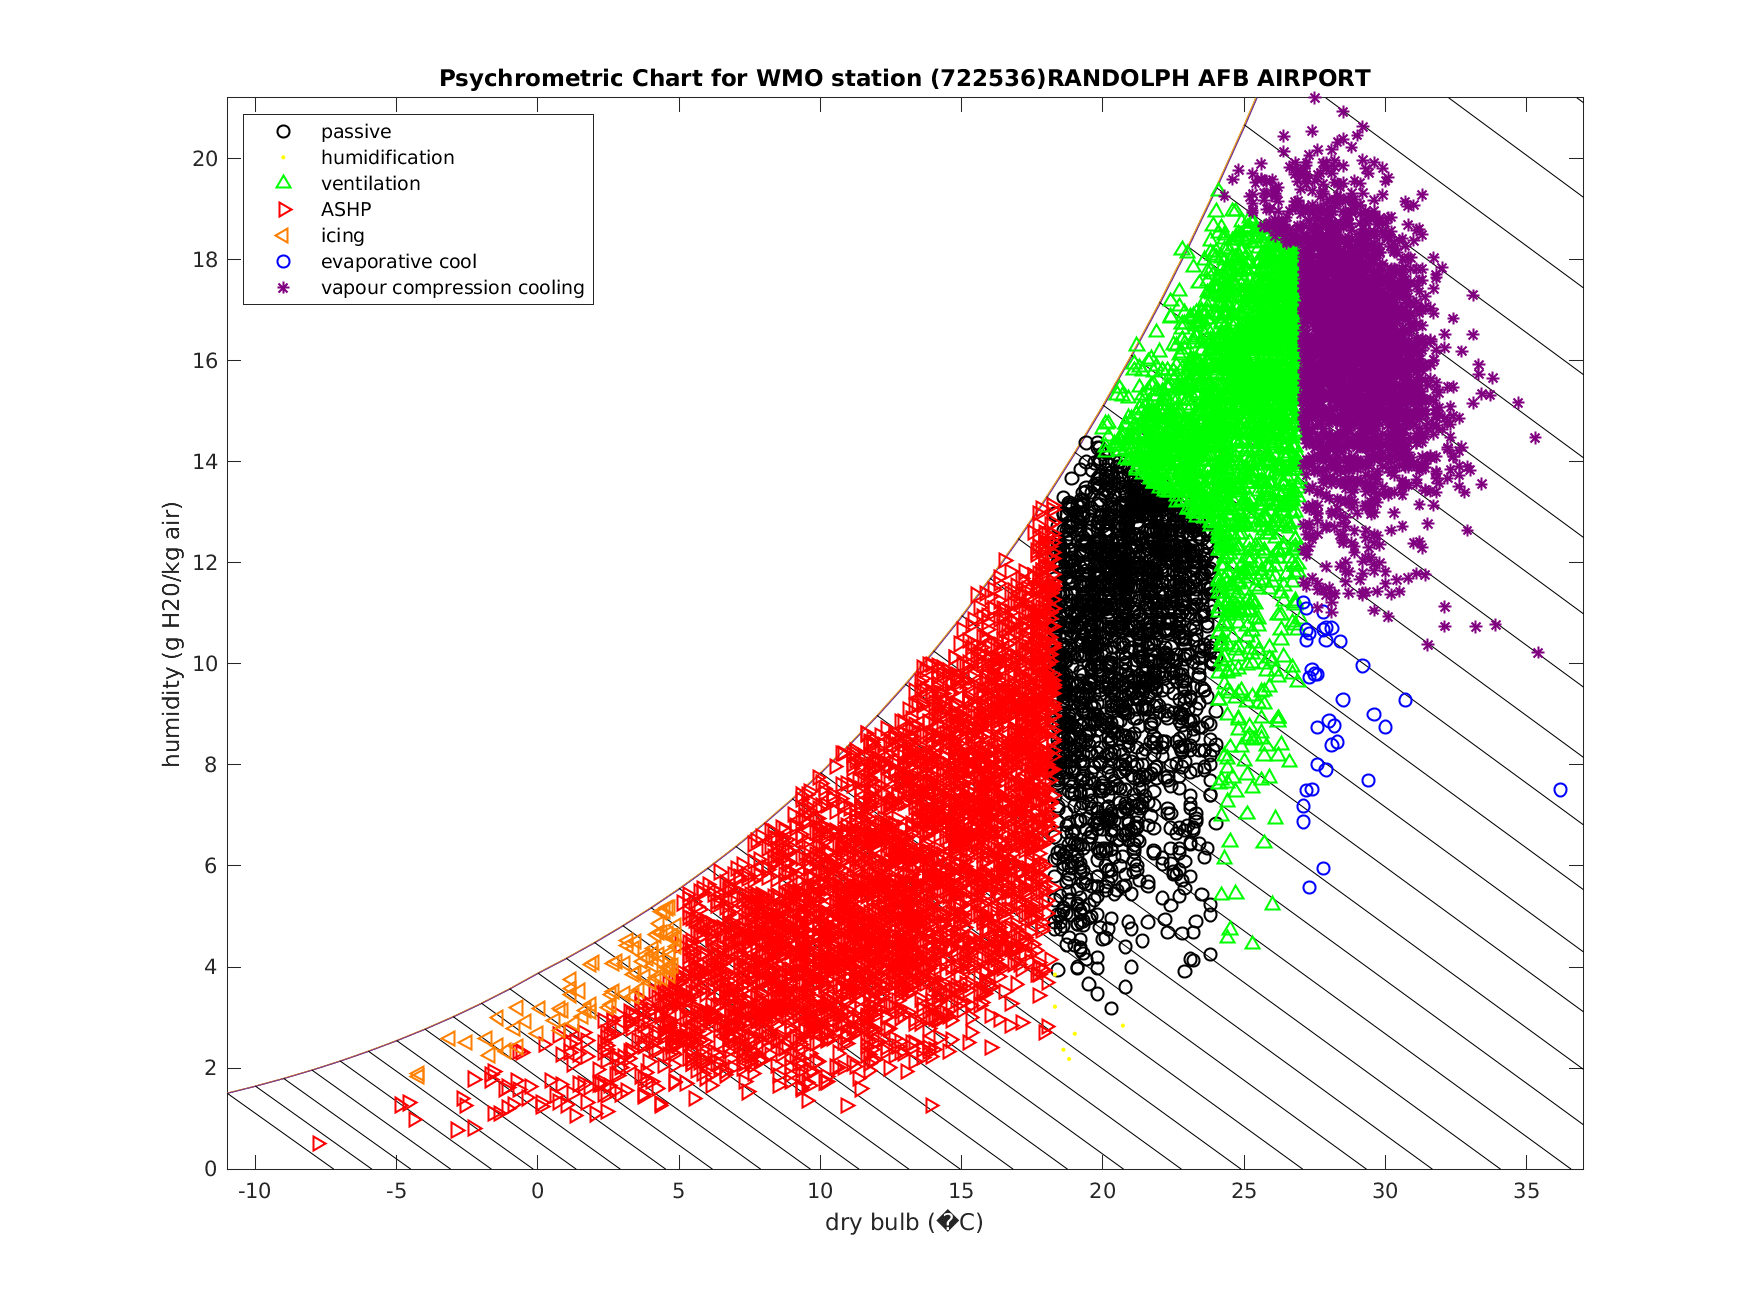 Psychrometric Chart for WMO station (722536)RANDOLPH AFB AIRPORT
passive
humidification
ventilation
ASHP
icing
evaporative cool
vapour compression cooling
humidity (g H20/kg air)
20
18
16
14
12
10
8
6
4
2
0
-10 -5 0 5 10 15 20 25 30 35
dry bulb (�C)